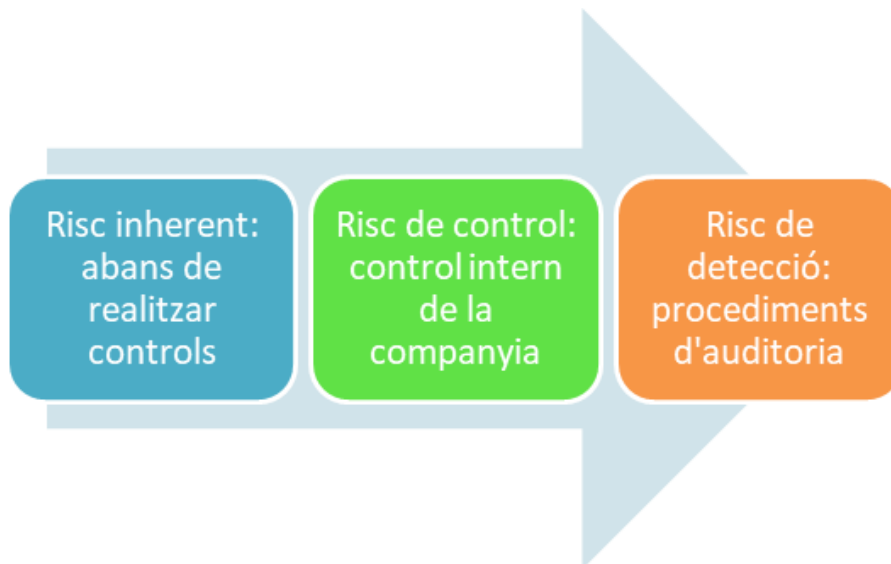 Risc inherent:
abans de
realitzar
controls
Risc de control:
control intern
de la
companyia
Risc de
detecció:
procediments
d'auditoria